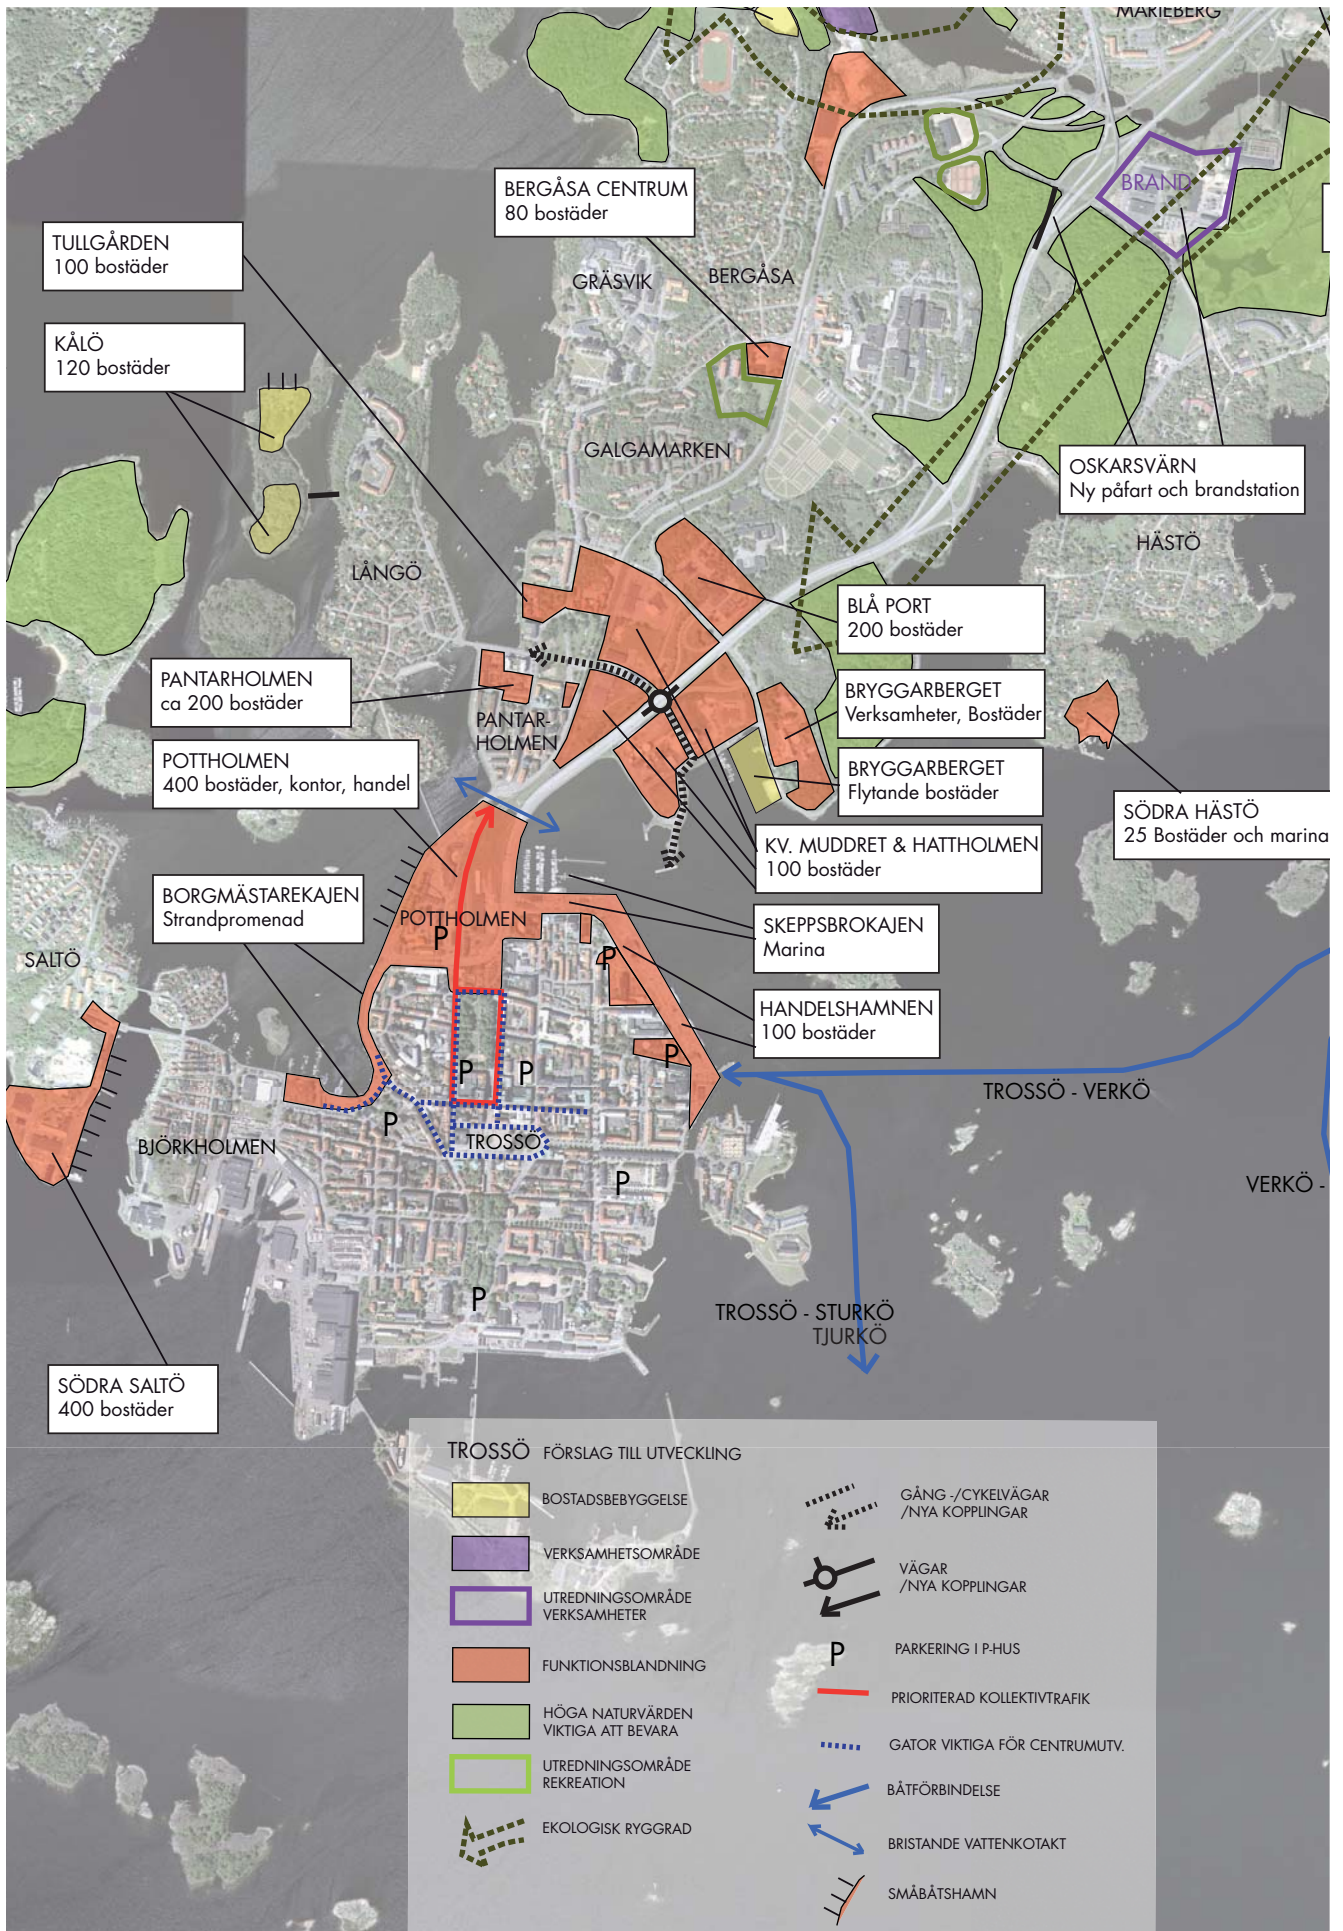 MARIEBERG
BRAND
BERGÅSA CENTRUM
80 bostäder
TULLGÅRDEN
100 bostäder
GRÄSVIK
BERGÅSA
KÅLÖ
120 bostäder
GALGAMARKEN
OSKARSVÄRN
Ny påfart och brandstation
HÄSTÖ
LÅNGÖ
BLÅ PORT
200 bostäder
PANTARHOLMEN
ca 200 bostäder
BRYGGARBERGET
Verksamheter, Bostäder
PANTAR-
HOLMEN
POTTHOLMEN
400 bostäder, kontor, handel
BRYGGARBERGET
Flytande bostäder
SÖDRA HÄSTÖ
25 Bostäder och marina
KV. MUDDRET & HATTHOLMEN
100 bostäder
BORGMÄSTAREKAJEN
Strandpromenad
POTTHOLMEN
P
SKEPPSBROKAJEN
Marina
SALTÖ
P
HANDELSHAMNEN
100 bostäder
P
P
P
TROSSÖ - VERKÖ
P
BJÖRKHOLMEN
TROSSÖ
P
VERKÖ -
P
TROSSÖ - STURKÖ
TJURKÖ
SÖDRA SALTÖ
400 bostäder
TROSSÖ FÖRSLAG TILL UTVECKLING
BOSTADSBEBYGGELSE
VERKSAMHETSOMRÅDE
UTREDNINGSOMRÅDE
VERKSAMHETER
FUNKTIONSBLANDNING
HÖGA NATURVÄRDEN
VIKTIGA ATT BEVARA
UTREDNINGSOMRÅDE
REKREATION
EKOLOGISK RYGGRAD
GÅNG -/CYKELVÄGAR
/NYA KOPPLINGAR
VÄGAR
/NYA KOPPLINGAR
P PARKERING I P-HUS
PRIORITERAD KOLLEKTIVTRAFIK
GATOR VIKTIGA FÖR CENTRUMUTV.
BÅTFÖRBINDELSE
BRISTANDE VATTENKOTAKT
SMÅBÅTSHAMN